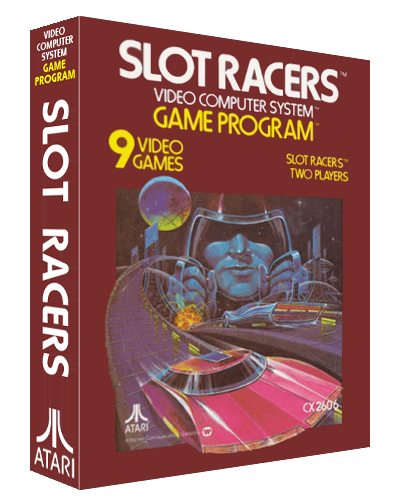 VIDEO
COMPUTER
SYSTEM
GAME
PROGRAM
SLOT RACERS
ATARI
SLOT RACERS™
VIDEO COMPUTER SYSTEM™
GAME PROGRAM™
9 VIDEO
GAMES
SLOT RACERS™
TWO PLAYERS
CX2606
ATARI